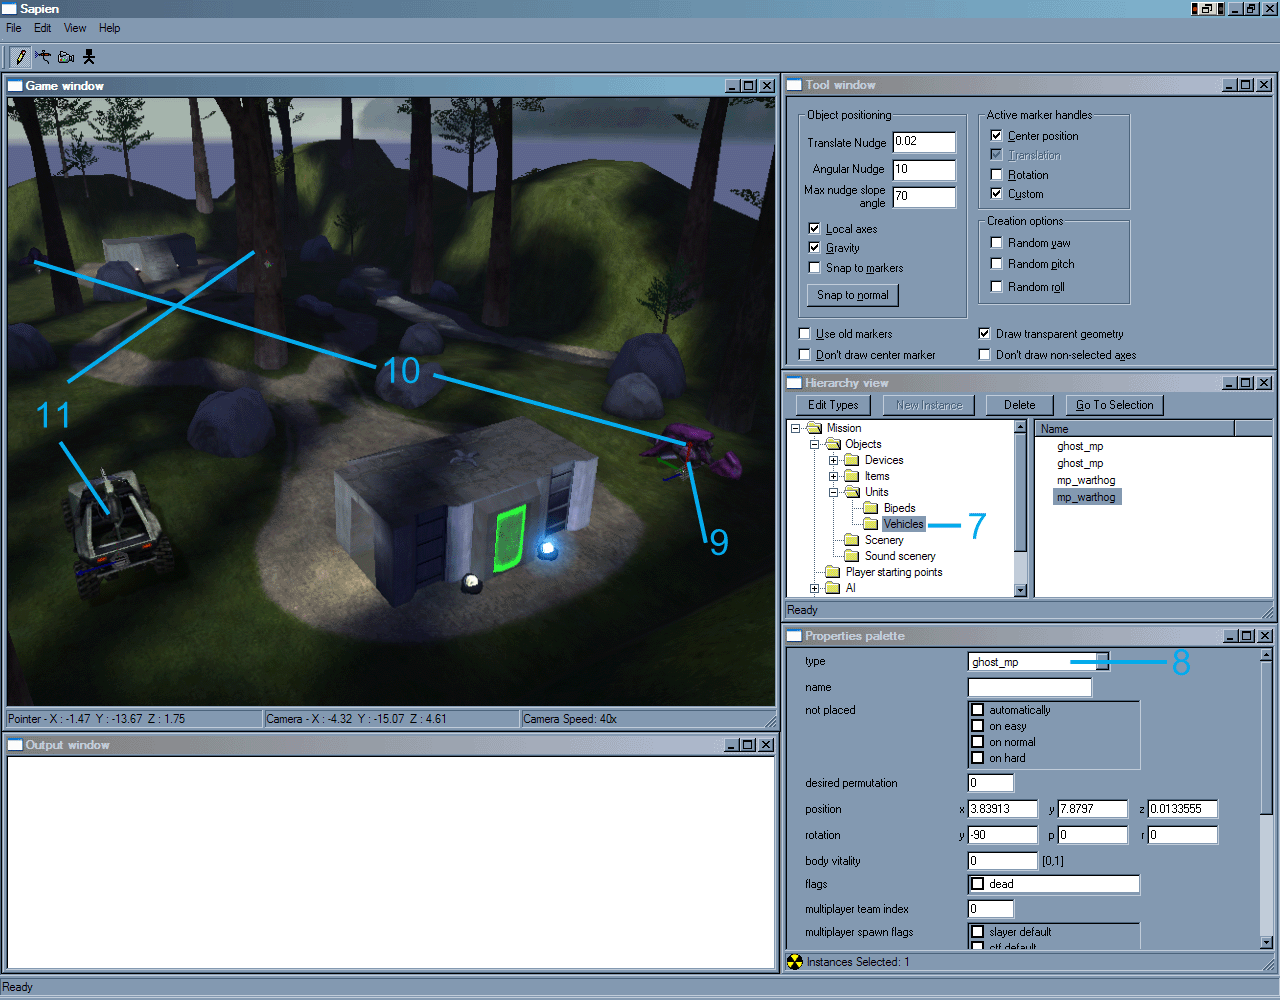 Sapien
File Edit View Help
Game window
10
11
9
Pointer - X : -1.47 Y : -13.67 Z : 1.75
Camera - X : -4.32 Y : -15.07 Z : 4.61
Camera Speed: 40x
Output window
Tool window
Object positioning
Translate Nudge 0.02
Angular Nudge 10
Max nudge slope
angle 70
Local axes
Gravity
Snap to markers
Snap to normal
Active marker handles
Center position
Translation
Rotation
Custom
Creation options
Random yaw
Random pitch
Random roll
Use old markers
Draw transparent geometry
Don't draw center marker
Don't draw non-selected axes
Hierarchy view
Edit Types New Instance Delete Go To Selection
Mission
Objects
Devices
Items
Units
Bipeds
Vehicles
7
Scenery
Sound scenery
Player starting points
AI
Name
ghost_mp
ghost_mp
mp_warthog
mp_warthog
Ready
Properties palette
type ghost_mp
8
name
not placed automatically
on easy
on normal
on hard
desired permutation 0
position x 3.83913 y 7.8797 z 0.0133555
rotation y -90 p 0 r 0
body vitality 0 [0,1]
flags dead
multiplayer team index 0
multiplayer spawn flags slayer default
ctf default
Instances Selected: 1
Ready